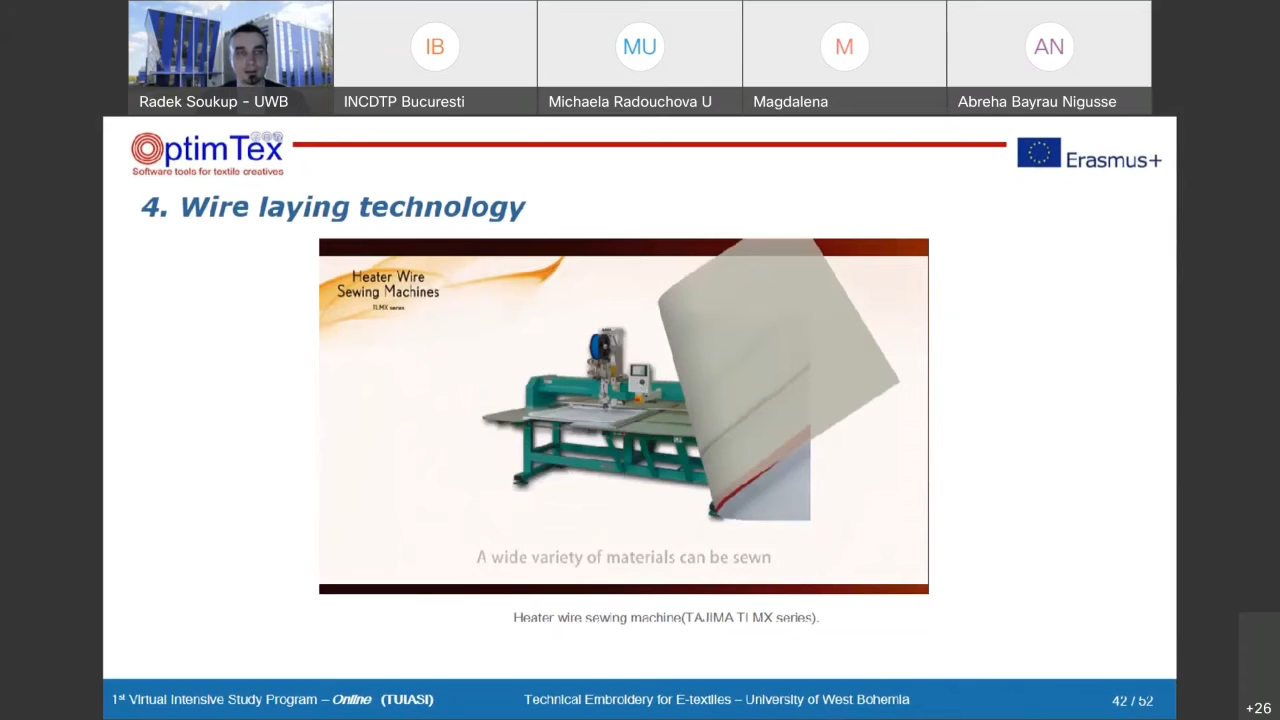 IB
MU
M
AN
Radek Soukup - UWB
INCDTP Bucuresti
Michaela Radouchova U
Magdalena
Abreha Bayrau Nigusse
OptimTex
Software tools for textile creatives
Erasmus+
4. Wire laying technology
Heater Wire
Sewing Machines
TLMX series
A wide variety of materials can be sewn
Heater wire sewing machine(TAJIMA TLMX series).
1st Virtual Intensive Study Program – Online (TUIASI)
Technical Embroidery for E-textiles – University of West Bohemia
42 / 52
+26